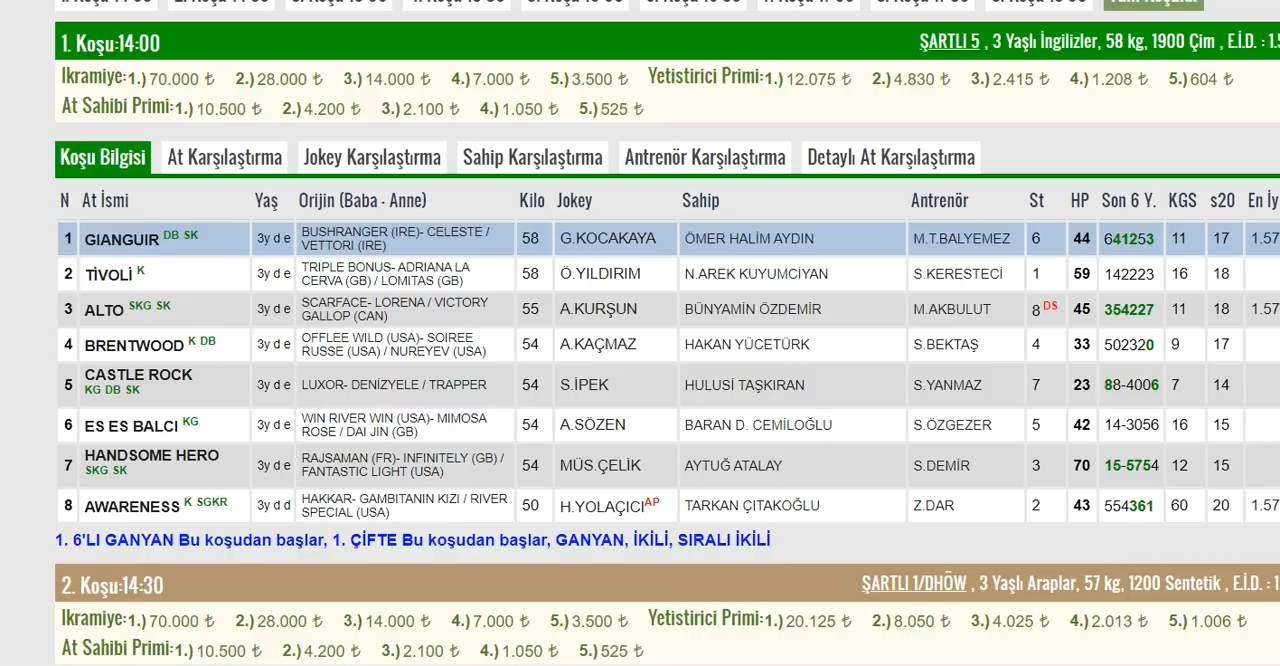 1. Koşu:14:00 ŞARTLI 5 , 3 Yaşlı İngilizler, 58 kg, 1900 Çim , E.İ.D. :
İkramiye:1.) 70.000 ₺ 2.) 28.000 ₺ 3.) 14.000 ₺ 4.) 7.000 ₺ 5.) 3.500 ₺ Yetistirici Primi:1.) 12.075 ₺ 2.) 4.830 ₺ 3.) 2.415 ₺ 4.) 1.208 ₺ 5.) 604 ₺
At Sahibi Primi:1.) 10.500 ₺ 2.) 4.200 ₺ 3.) 2.100 ₺ 4.) 1.050 ₺ 5.) 525 ₺
Koşu Bilgisi At Karşılaştırma Jokey Karşılaştırma Sahip Karşılaştırma Antrenör Karşılaştırma Detaylı At Karşılaştırma
N At İsmi Yaş Orijin (Baba - Anne) Kilo Jokey Sahip Antrenör St HP Son 6 Y. KGS s20 En İy
1 GIANGUIR DB SK 3y d e BUSHRANGER (IRE)- CELESTE / VETTORI (IRE) 58 G.KOCAKAYA ÖMER HALİM AYDIN M.T.BALYEMEZ 6 44 641253 11 17 1.57
2 TİVOLİ K 3y d e TRIPLE BONUS- ADRIANA LA CERVA (GB) / LOMITAS (GB) 58 Ö.YILDIRIM N.AREK KUYUMCİYAN S.KERESTECİ 1 59 142223 16 18
3 ALTO SKG SK 3y d e SCARFACE- LORENA / VICTORY GALLOP (CAN) 55 A.KURŞUN BÜNYAMİN ÖZDEMİR M.AKBULUT 8 DS 45 354227 11 18 1.57
4 BRENTWOOD K DB 3y d e OFFLEE WILD (USA)- SOIREE RUSSE (USA) / NUREYEV (USA) 54 A.KAÇMAZ HAKAN YÜCETÜRK S.BEKTAŞ 4 33 502320 9 17
5 CASTLE ROCK KG DB SK 3y d e LUXOR- DENİZYELE / TRAPPER 54 S.İPEK HULUSİ TAŞKIRAN S.YANMAZ 7 23 88-4006 7 14
6 ES ES BALCI KG 3y d e WIN RIVER WIN (USA)- MIMOSA ROSE / DAI JIN (GB) 54 A.SÖZEN BARAN D. CEMİLOĞLU S.ÖZGEZER 5 42 14-3056 16 15
7 HANDSOME HERO SKG SK 3y d e RAJSAMAN (FR)- INFINITELY (GB) / FANTASTIC LIGHT (USA) 54 MÜS.ÇELİK AYTUĞ ATALAY S.DEMİR 3 70 15-5754 12 15
8 AWARENESS K SGKR 3y d d HAKKAR- GAMBITANIN KIZI / RIVER SPECIAL (USA) 50 H.YOLAÇICI AP TARKAN ÇITAKOĞLU Z.DAR 2 43 554361 60 20 1.57
1. 6'LI GANYAN Bu koşudan başlar, 1. ÇİFTE Bu koşudan başlar, GANYAN, İKİLİ, SIRALI İKİLİ
2. Koşu:14:30 ŞARTLI 1/DHÖW , 3 Yaşlı Araplar, 57 kg, 1200 Sentetik , E.İ.D. :
İkramiye:1.) 70.000 ₺ 2.) 28.000 ₺ 3.) 14.000 ₺ 4.) 7.000 ₺ 5.) 3.500 ₺ Yetistirici Primi:1.) 20.125 ₺ 2.) 8.050 ₺ 3.) 4.025 ₺ 4.) 2.013 ₺ 5.) 1.006 ₺
At Sahibi Primi:1.) 10.500 ₺ 2.) 4.200 ₺ 3.) 2.100 ₺ 4.) 1.050 ₺ 5.) 525 ₺